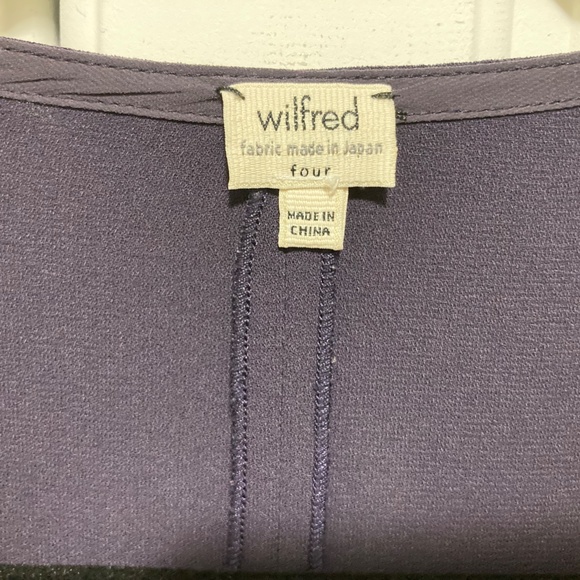 wilfred
fabric made in Japan
four
MADE IN
CHINA